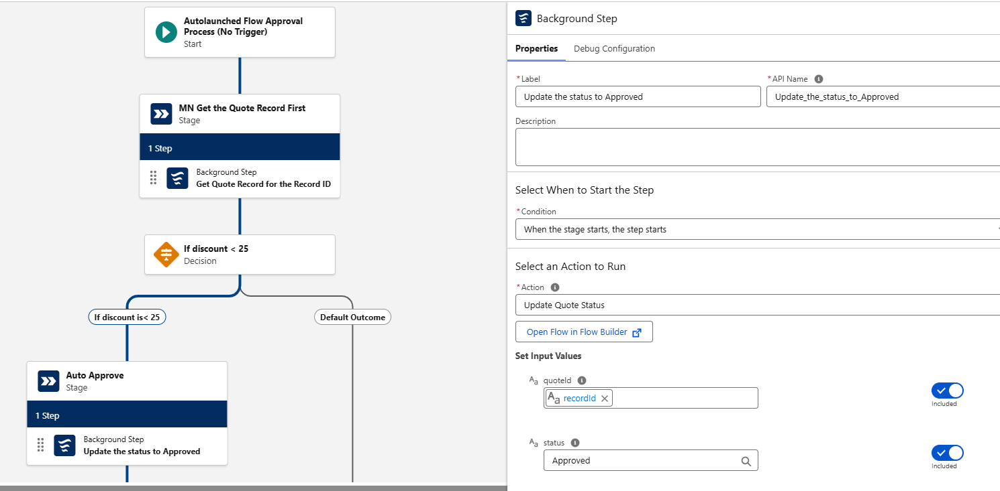 Autolaunched Flow Approval
Process (No Trigger)
Start
MN Get the Quote Record First
Stage
1 Step
Background Step
Get Quote Record for the Record ID
If discount < 25
Decision
If discount is< 25
Default Outcome
Auto Approve
Stage
1 Step
Background Step
Update the status to Approved
Background Step
Properties
Debug Configuration
*Label
*API Name
Update the status to Approved
Update_the_status_to_Approved
Description
Select When to Start the Step
*Condition
When the stage starts, the step starts
Select an Action to Run
*Action
Update Quote Status
Open Flow in Flow Builder
Set Input Values
Aa quoteId
Aa recordId
Included
Aa status
Approved
Included